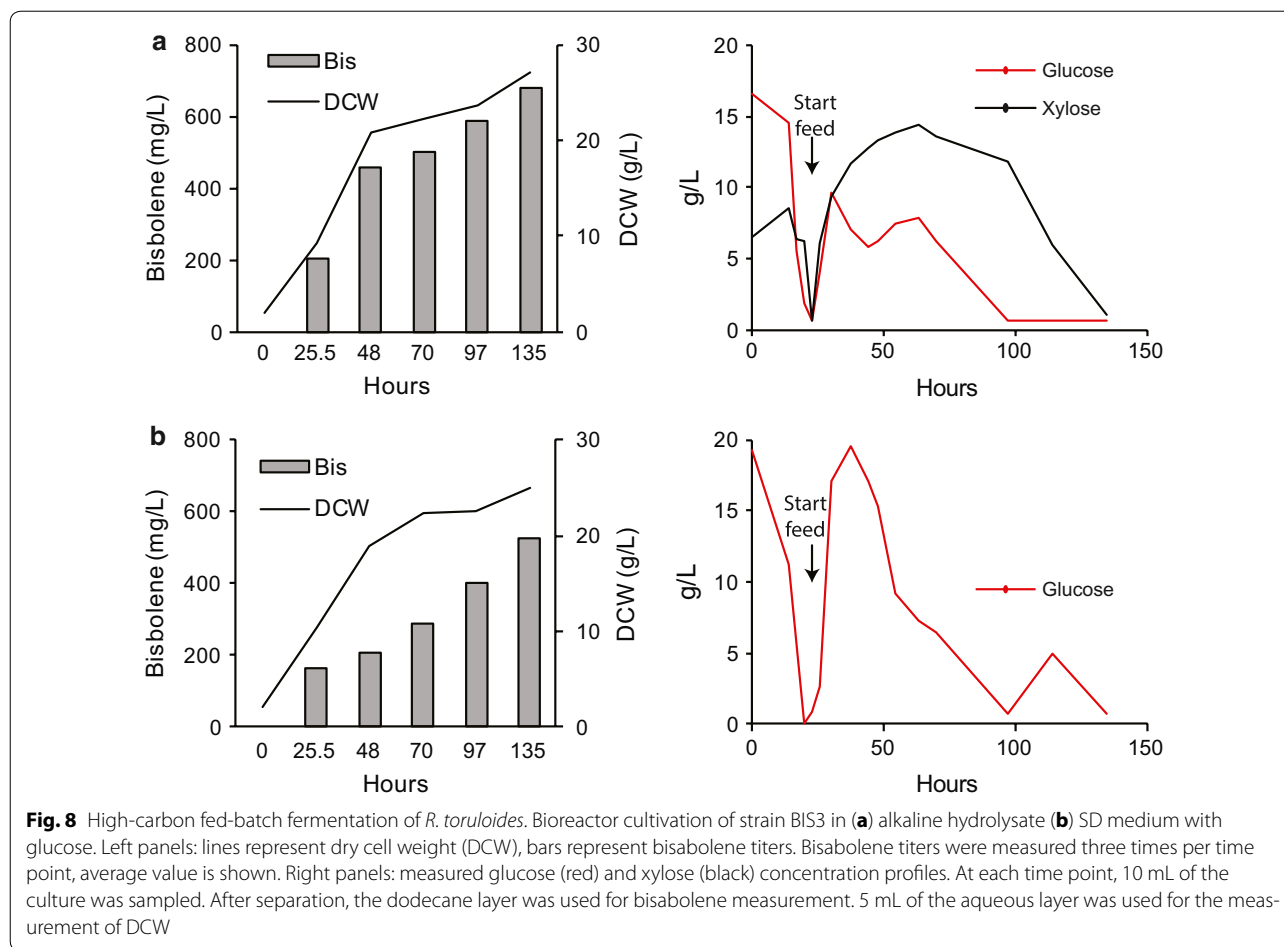 a
800
600
400
200
0
Bisbolene (mg/L)
Bis
DCW
30
20
10
0
DCW (g/L)
0 25.5 48 70 97 135
Hours
20
15
10
5
0
g/L
Start
feed
Glucose
Xylose
0 50 100 150
Hours
b
800
600
400
200
0
Bisbolene (mg/L)
Bis
DCW
30
20
10
0
DCW (g/L)
0 25.5 48 70 97 135
Hours
20
15
10
5
0
g/L
Start
feed
Glucose
0 50 100 150
Hours
Fig. 8 High-carbon fed-batch fermentation of R. toruloides. Bioreactor cultivation of strain BIS3 in (a) alkaline hydrolysate (b) SD medium with
glucose. Left panels: lines represent dry cell weight (DCW), bars represent bisabolene titers. Bisabolene titers were measured three times per time
point, average value is shown. Right panels: measured glucose (red) and xylose (black) concentration profiles. At each time point, 10 mL of the
culture was sampled. After separation, the dodecane layer was used for bisabolene measurement. 5 mL of the aqueous layer was used for the meas-
urement of DCW